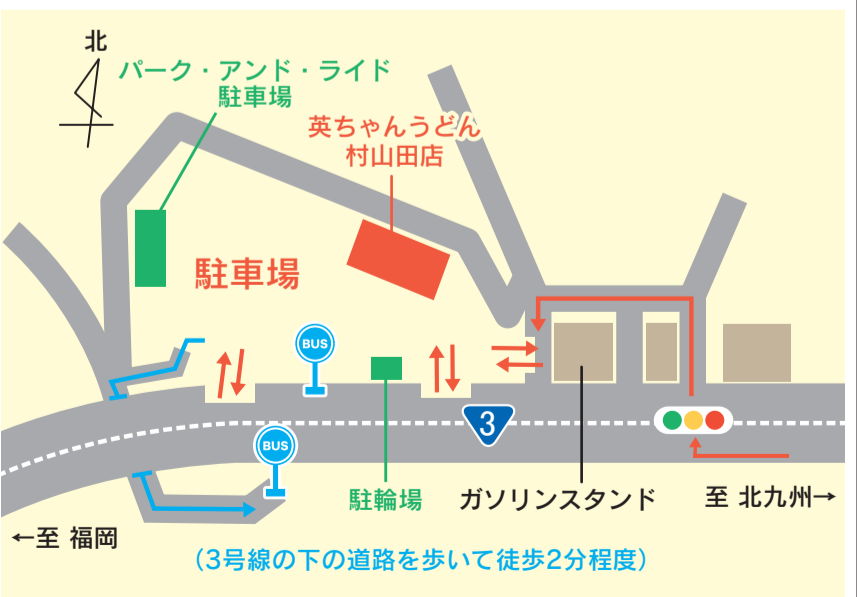 北
パーク・アンド・ライド
駐車場
英ちゃんうどん
村山田店
駐車場
BUS
3
BUS
駐輪場
ガソリンスタンド
至 北九州→
←至 福岡
（3号線の下の道路を歩いて徒歩2分程度）